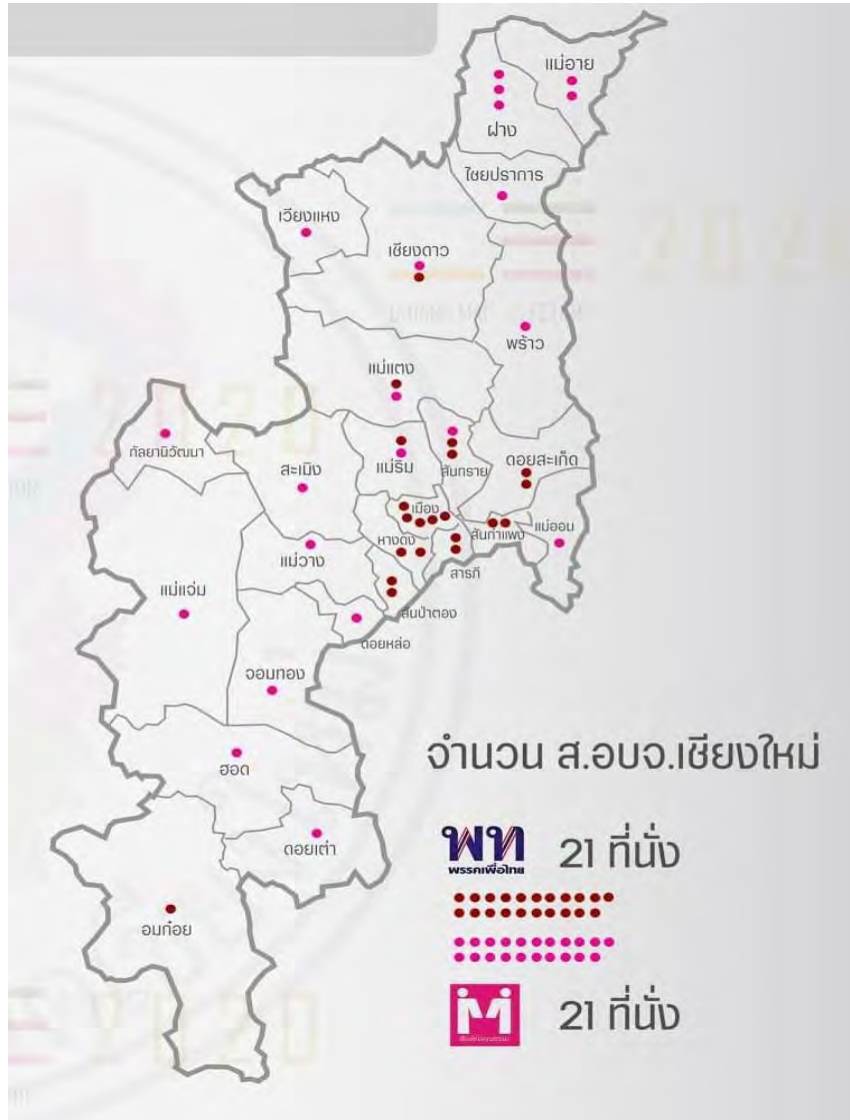 แม่อาย
ฝาง
ไชยปราการ
เวียงแหง
เชียงดาว
พร้าว
แม่แตง
กัลยานิวัฒนา
สะเมิง
แม่ริม
สันทราย
ดอยสะเก็ด
เมือง
หางดง
สันกำแพง
แม่ออน
แม่วาง
สารภี
แม่แจ่ม
สันป่าตอง
ดอยหล่อ
จอมทอง
จำนวน ส.อบจ.เชียงใหม่
ฮอด
พท 21 ที่นั่ง
พรรคเพื่อไทย
ดอยเต่า
อมก๋อย
21 ที่นั่ง